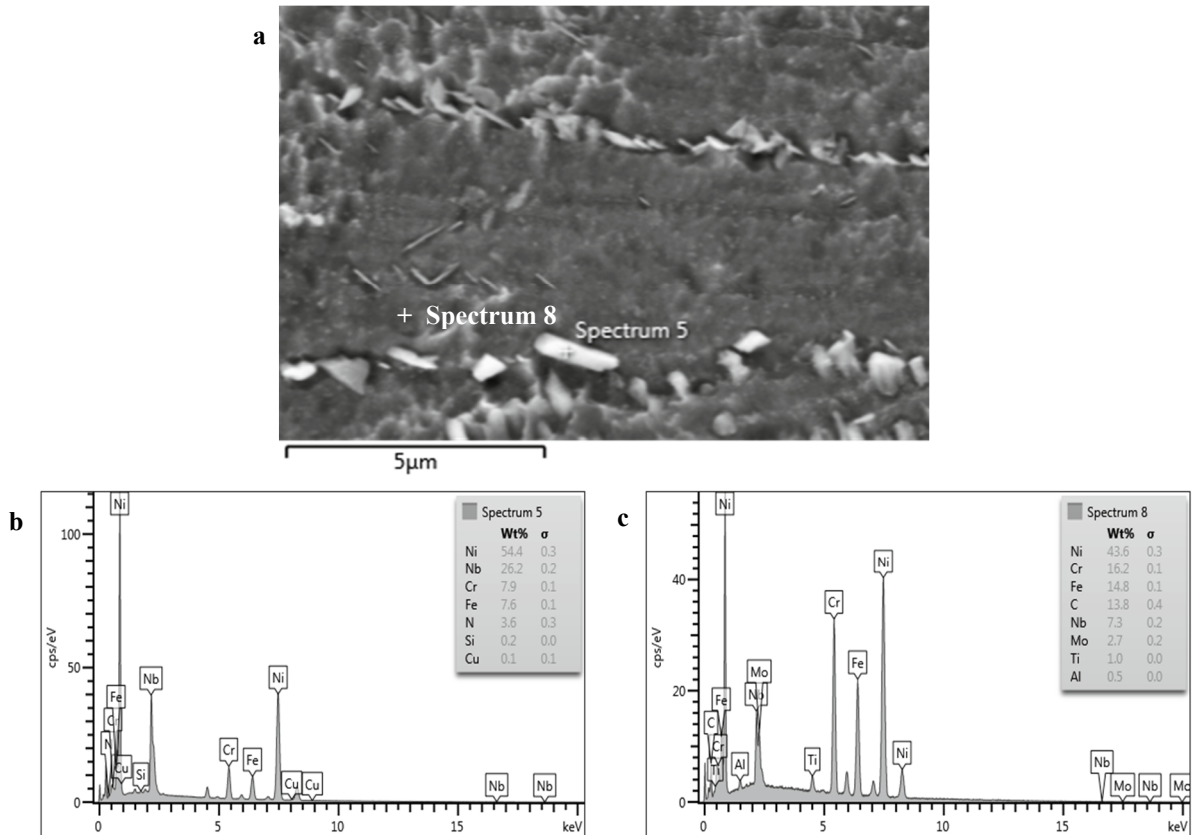 a
+ Spectrum 8
Spectrum 5
5µm
b
Ni
100
50
0
cps/eV
Fe
C
N
Cu
Si
Nb
Cr
Fe
Ni
Cu
Cu
Nb
Nb
0
5
10
15
keV
Spectrum 5
Wt% σ
Ni 54.4 0.3
Nb 26.2 0.2
Cr 7.9 0.1
Fe 7.6 0.1
N 3.6 0.3
Si 0.2 0.0
Cu 0.1 0.1
c
Ni
40
20
0
cps/eV
Fe
C
Cr
Ti
Al
Mo
Nb
Ti
Cr
Fe
Ni
Ni
Nb
Mo
Nb
Mo
0
5
10
15
keV
Spectrum 8
Wt% σ
Ni 43.6 0.3
Cr 16.2 0.1
Fe 14.8 0.1
C 13.8 0.4
Nb 7.3 0.2
Mo 2.7 0.2
Ti 1.0 0.0
Al 0.5 0.0